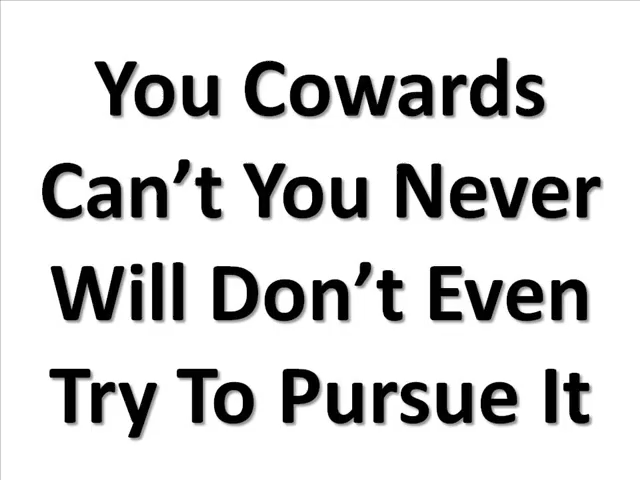 You Cowards
Can’t You Never
Will Don’t Even
Try To Pursue It